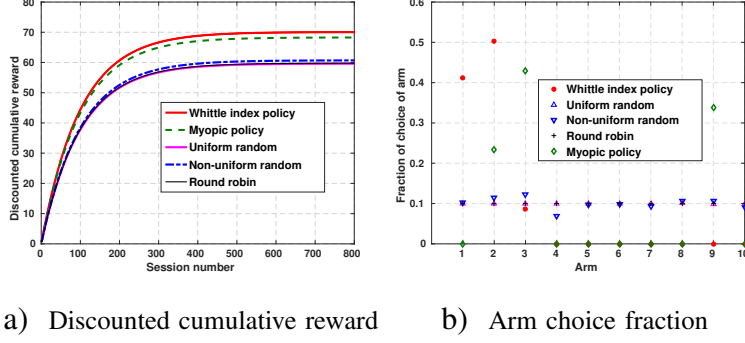 80
70
60
50
40
30
20
10
0
Discounted cumulative reward
Whittle index policy
Myopic policy
Uniform random
Non-uniform random
Round robin
0 100 200 300 400 500 600 700 800
Session number
0.6
0.5
0.4
0.3
0.2
0.1
0
Fraction of choice of arm
Whittle index policy
Uniform random
Non-uniform random
Round robin
Myopic policy
1 2 3 4 5 6 7 8 9 10
Arm
a) Discounted cumulative reward
b) Arm choice fraction